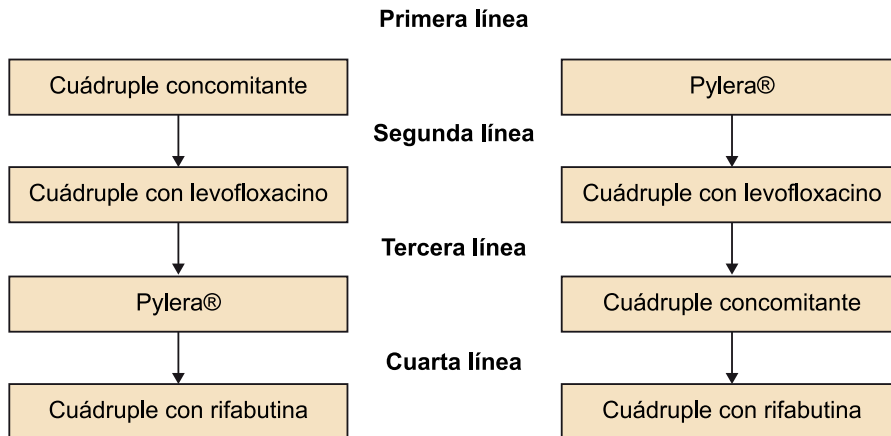 Primera línea
Cuádruple concomitante
Pylera®
Segunda línea
Cuádruple con levofloxacino
Cuádruple con levofloxacino
Tercera línea
Pylera®
Cuádruple concomitante
Cuarta línea
Cuádruple con rifabutina
Cuádruple con rifabutina